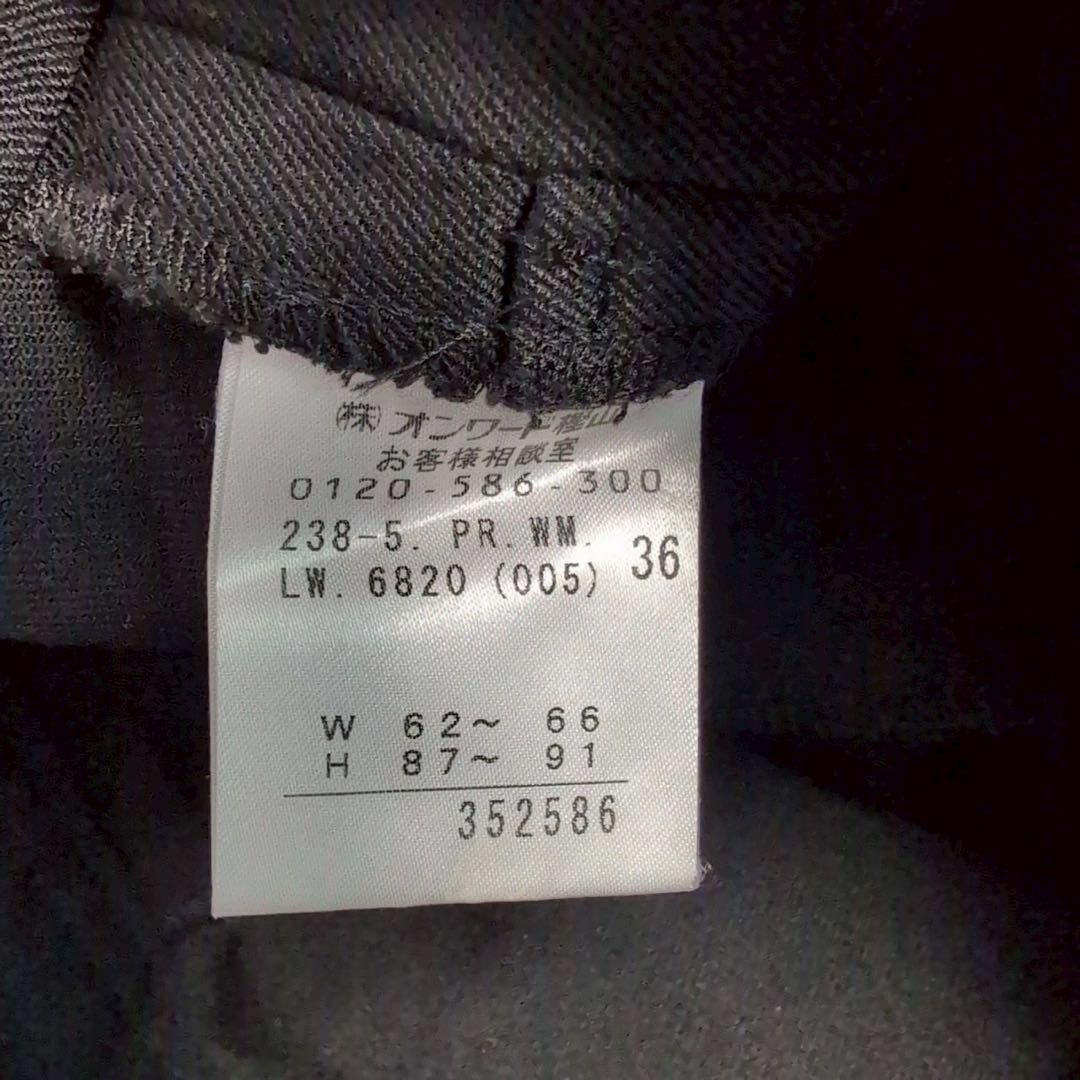 (株) オンワード樫山
お客様相談室
0120-586-300
238-5. PR. WM.
LW. 6820 (005) 36
W 62～ 66
H 87～ 91
352586